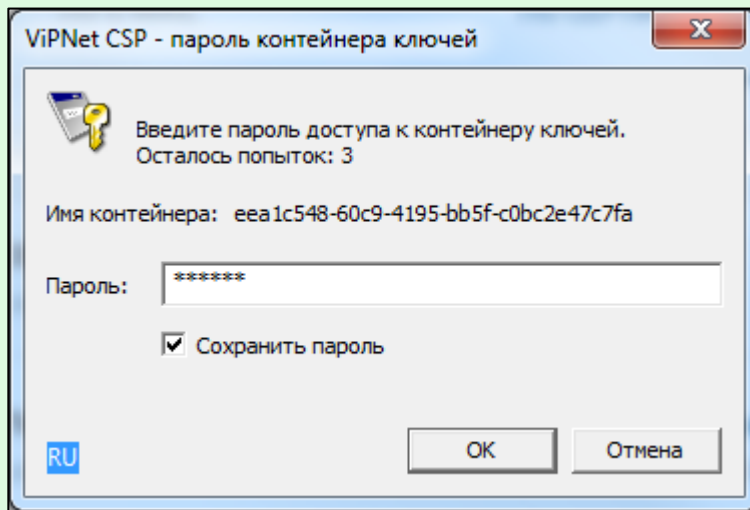 ViPNet CSP - пароль контейнера ключей
Введите пароль доступа к контейнеру ключей.
Осталось попыток: 3
Имя контейнера: eea1c548-60c9-4195-bb5f-c0bc2e47c7fa
Пароль: ******
Сохранить пароль
RU
OK
Отмена